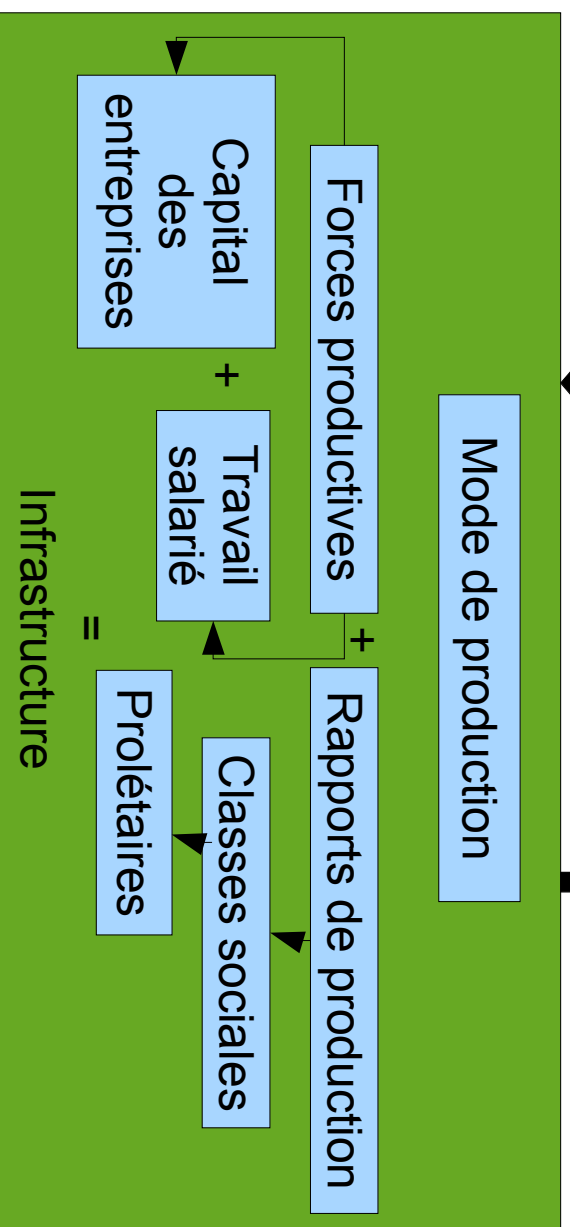 Mode de production
Forces productives
+
Rapports de production
Capital
des
entreprises
+
Travail
salarié
Classes sociales
Prolétaires
=
Infrastructure